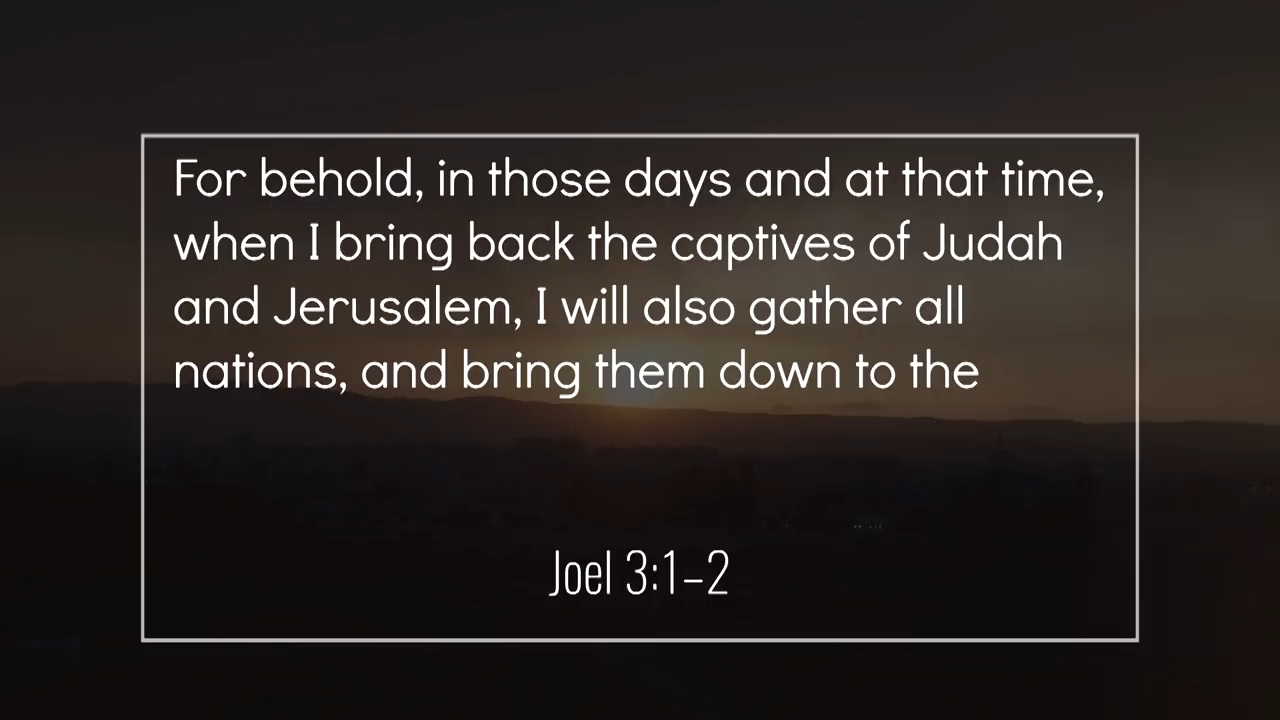 For behold, in those days and at that time,
when I bring back the captives of Judah
and Jerusalem, I will also gather all
nations, and bring them down to the
Joel 3:1–2